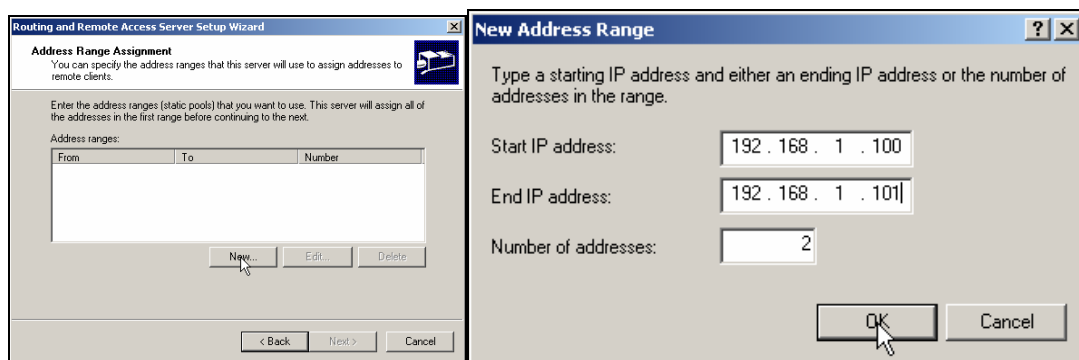 Routing and Remote Access Server Setup Wizard
Address Range Assignment
You can specify the address ranges that this server will use to assign addresses to
remote clients.
Enter the address ranges (static pools) that you want to use. This server will assign all of
the addresses in the first range before continuing to the next.
Address ranges:
From To Number
New... Edit... Delete
< Back Next > Cancel
New Address Range
Type a starting IP address and either an ending IP address or the number of
addresses in the range.
Start IP address: 192 . 168 . 1 . 100
End IP address: 192 . 168 . 1 . 101
Number of addresses: 2
OK Cancel